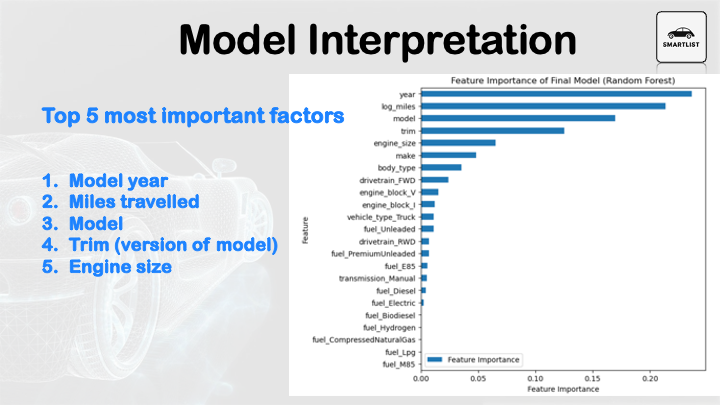 Model Interpretation
SMARTLIST
Top 5 most important factors
1. Model year
2. Miles travelled
3. Model
4. Trim (version of model)
5. Engine size
Feature Importance of Final Model (Random Forest)
Feature
year
log_miles
model
trim
engine_size
make
body_type
drivetrain_FWD
engine_block_V
engine_block_I
vehicle_type_Truck
fuel_Unleaded
drivetrain_RWD
fuel_PremiumUnleaded
fuel_E85
transmission_Manual
fuel_Diesel
fuel_Electric
fuel_Biodiesel
fuel_Hydrogen
fuel_CompressedNaturalGas
fuel_Lpg
fuel_M85
Feature Importance
0.00 0.05 0.10 0.15 0.20
Feature Importance